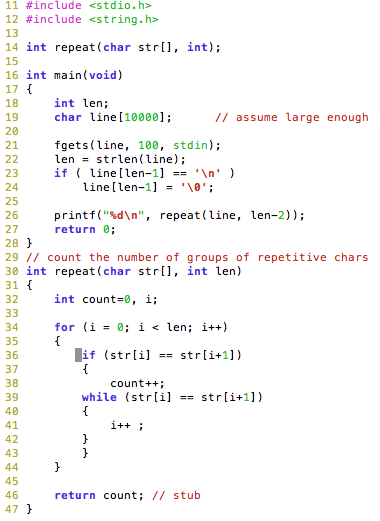 11 #include <stdio.h>
12 #include <string.h>
13
14 int repeat(char str[], int);
15
16 int main(void)
17 {
18     int len;
19     char line[10000];      // assume large enough
20
21     fgets(line, 100, stdin);
22     len = strlen(line);
23     if ( line[len-1] == '\n' )
24         line[len-1] = '\0';
25
26     printf("%d\n", repeat(line, len-2));
27     return 0;
28 }
29 // count the number of groups of repetitive chars
30 int repeat(char str[], int len)
31 {
32     int count=0, i;
33
34     for (i = 0; i < len; i++)
35     {
36         if (str[i] == str[i+1])
37         {
38             count++;
39         while (str[i] == str[i+1])
40         {
41             i++ ;
42         }
43         }
44     }
45
46     return count; // stub
47 }